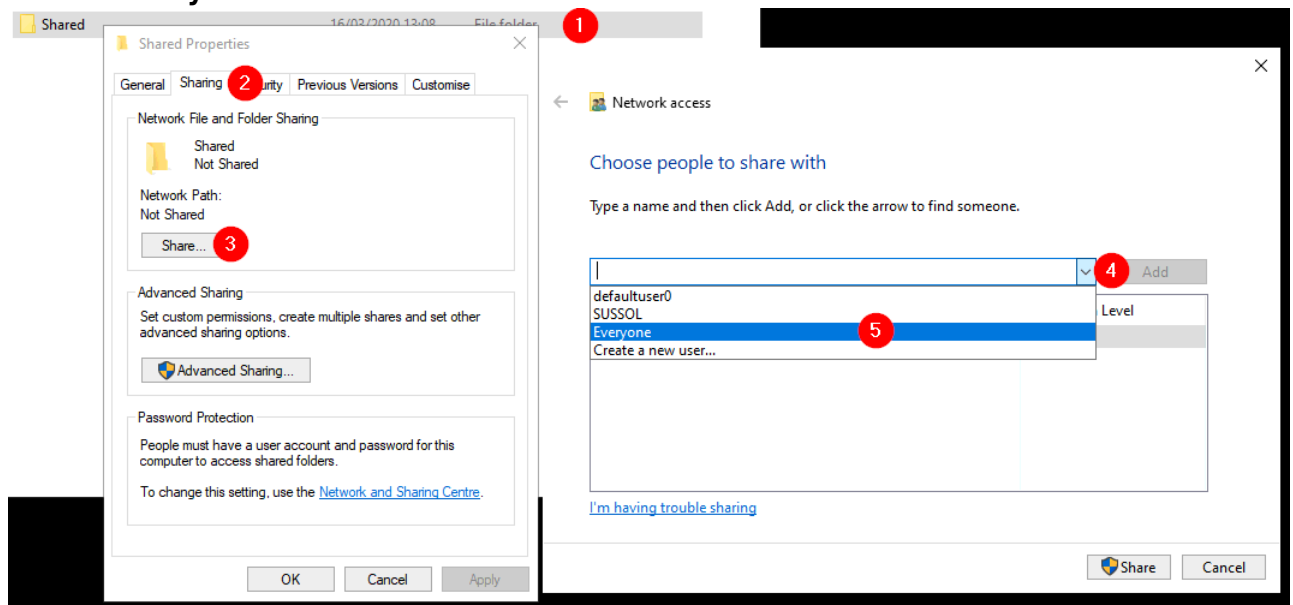 Shared 16/03/2020 13:08 File folder 1
Shared Properties
General Sharing 2 Previous Versions Customise
Network File and Folder Sharing
Shared
Not Shared
Network Path:
Not Shared
Share... 3
Advanced Sharing
Set custom permissions, create multiple shares and set other
advanced sharing options.
Advanced Sharing...
Password Protection
People must have a user account and password for this
computer to access shared folders.
To change this setting, use the Network and Sharing Centre.
OK Cancel Apply
Network access
Choose people to share with
Type a name and then click Add, or click the arrow to find someone.
4 Add
defaultuser0
SUSSOL
Everyone 5
Create a new user...
Level
I'm having trouble sharing
Share Cancel